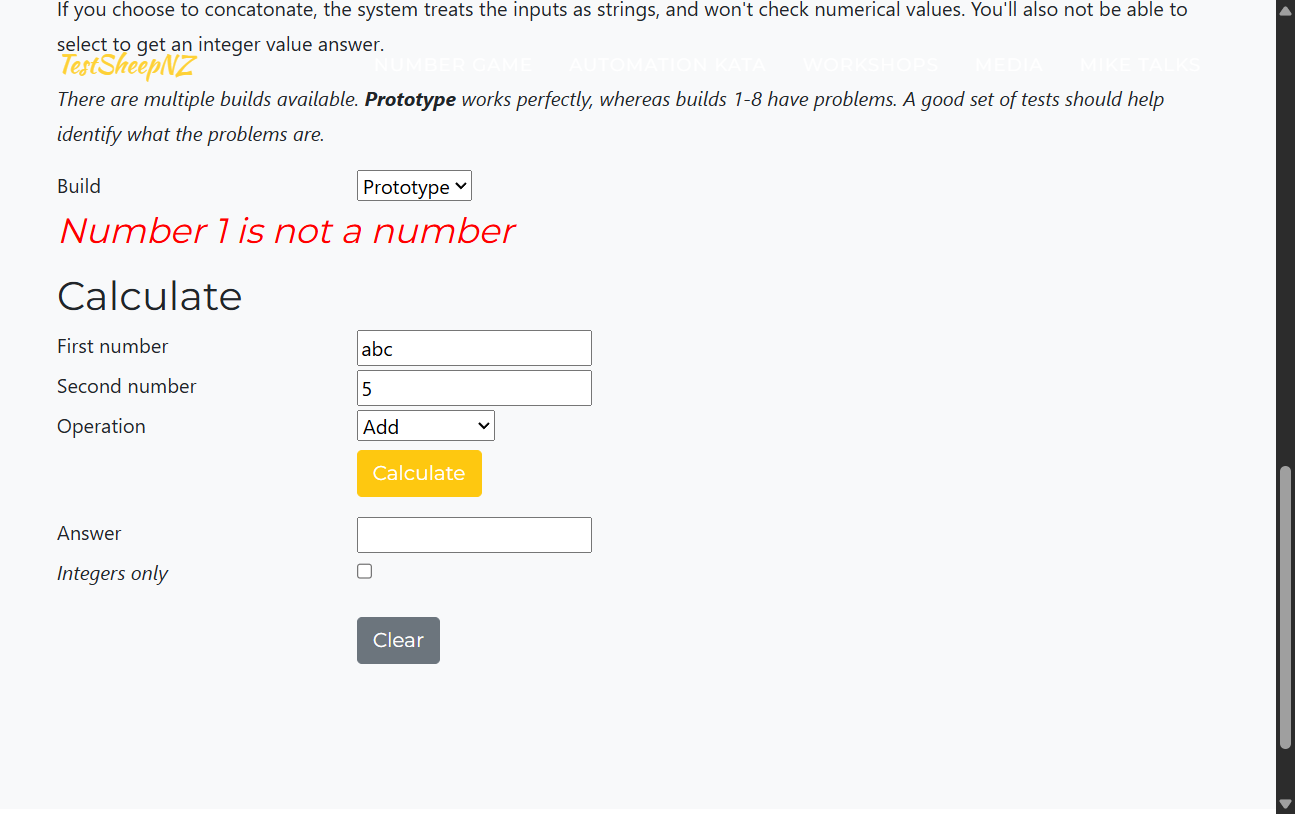 If you choose to concatonate, the system treats the inputs as strings, and won't check numerical values. You'll also not be able to
select to get an integer value answer.
TestSheepNZ NUMBER GAME AUTOMATION KATA WORKSHOPS MEDIA MIKE TALKS
There are multiple builds available. Prototype works perfectly, whereas builds 1-8 have problems. A good set of tests should help
identify what the problems are.
Build Prototype
Number 1 is not a number
Calculate
First number abc
Second number 5
Operation Add
Calculate
Answer
Integers only
Clear